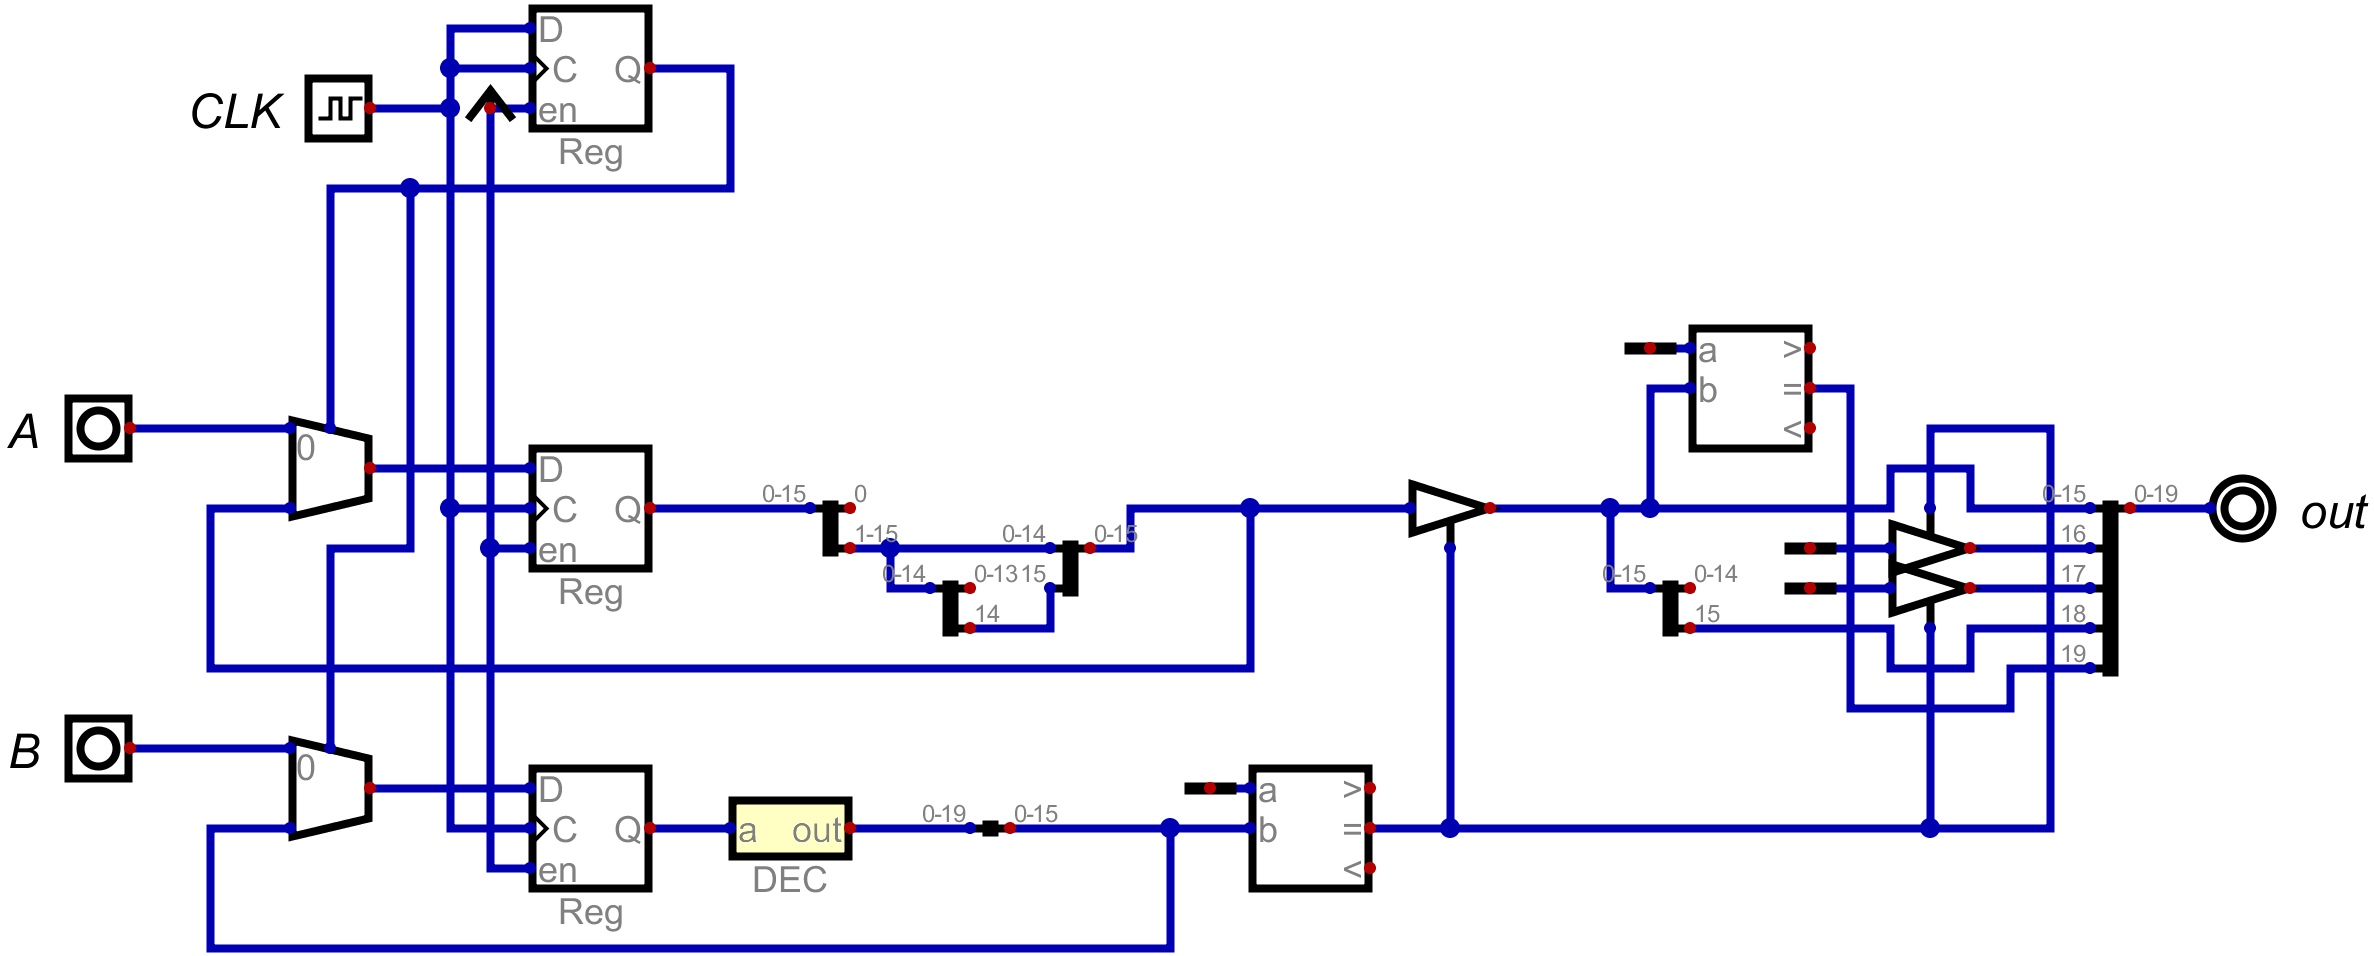 D
C Q
en
Reg
CLK
A
0
D
C Q
en
Reg
0-15 0
1-15
0-14
0-13
14
0-14
15
0-15
a >
b =
<
0-15
0-14
15
0-15
16
17
18
19
0-19
out
B
0
D
C Q
en
Reg
a out
DEC
0-19 0-15
a >
b =
<